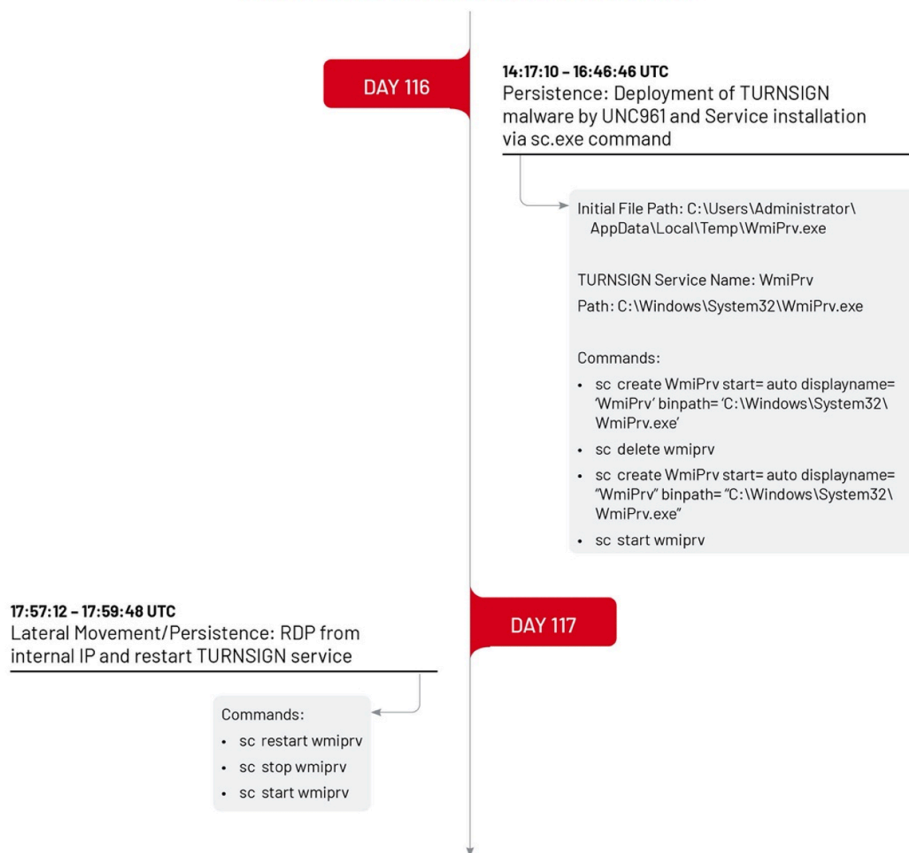 DAY 116
14:17:10 – 16:46:46 UTC
Persistence: Deployment of TURNSIGN
malware by UNC961 and Service installation
via sc.exe command
Initial File Path: C:\Users\Administrator\
AppData\Local\Temp\WmiPrv.exe
TURNSIGN Service Name: WmiPrv
Path: C:\Windows\System32\WmiPrv.exe
Commands:
• sc create WmiPrv start= auto displayname=
‘WmiPrv’ binpath= ‘C:\Windows\System32\
WmiPrv.exe’
• sc delete wmiprv
• sc create WmiPrv start= auto displayname=
“WmiPrv” binpath= “C:\Windows\System32\
WmiPrv.exe”
• sc start wmiprv
DAY 117
17:57:12 – 17:59:48 UTC
Lateral Movement/Persistence: RDP from
internal IP and restart TURNSIGN service
Commands:
• sc restart wmiprv
• sc stop wmiprv
• sc start wmiprv